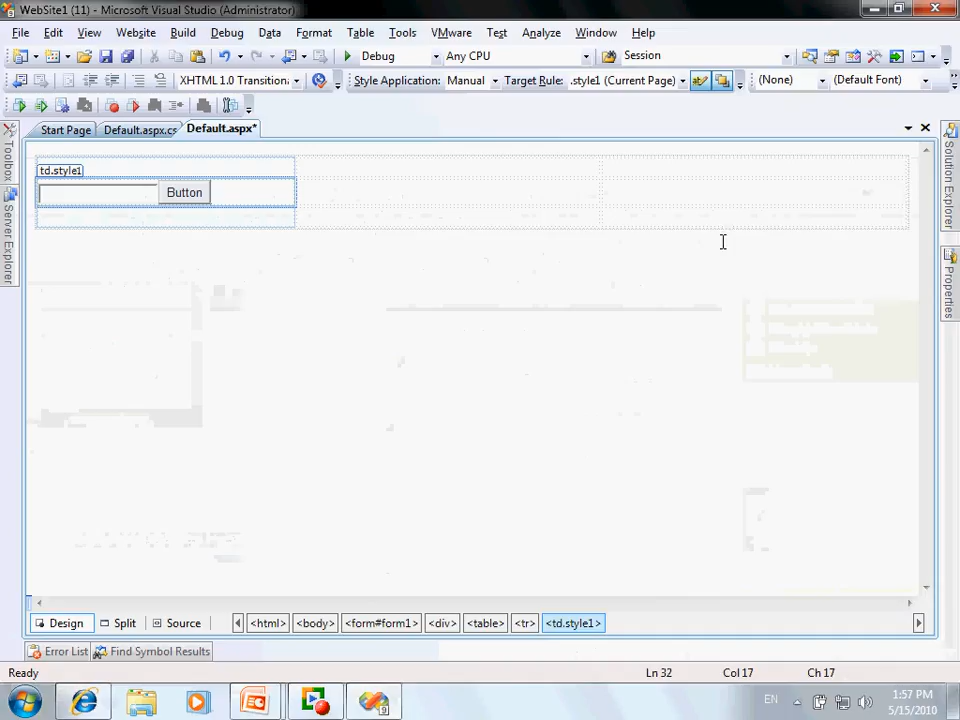 WebSite1 (11) - Microsoft Visual Studio (Administrator)
File Edit View Website Build Debug Data Format Table Tools VMware Test Analyze Window Help
Debug Any CPU Session
XHTML 1.0 Transition Style Application: Manual Target Rule: .style1 (Current Page) (None) (Default Font)
Start Page Default.aspx.cs Default.aspx*
Toolbox
Server Explorer
Solution Explorer
Properties
td.style1
Button
Design Split Source <html> <body> <form#form1> <div> <table> <tr> <td.style1>
Error List Find Symbol Results
Ready Ln 32 Col 17 Ch 17
EN 1:57 PM
5/15/2010